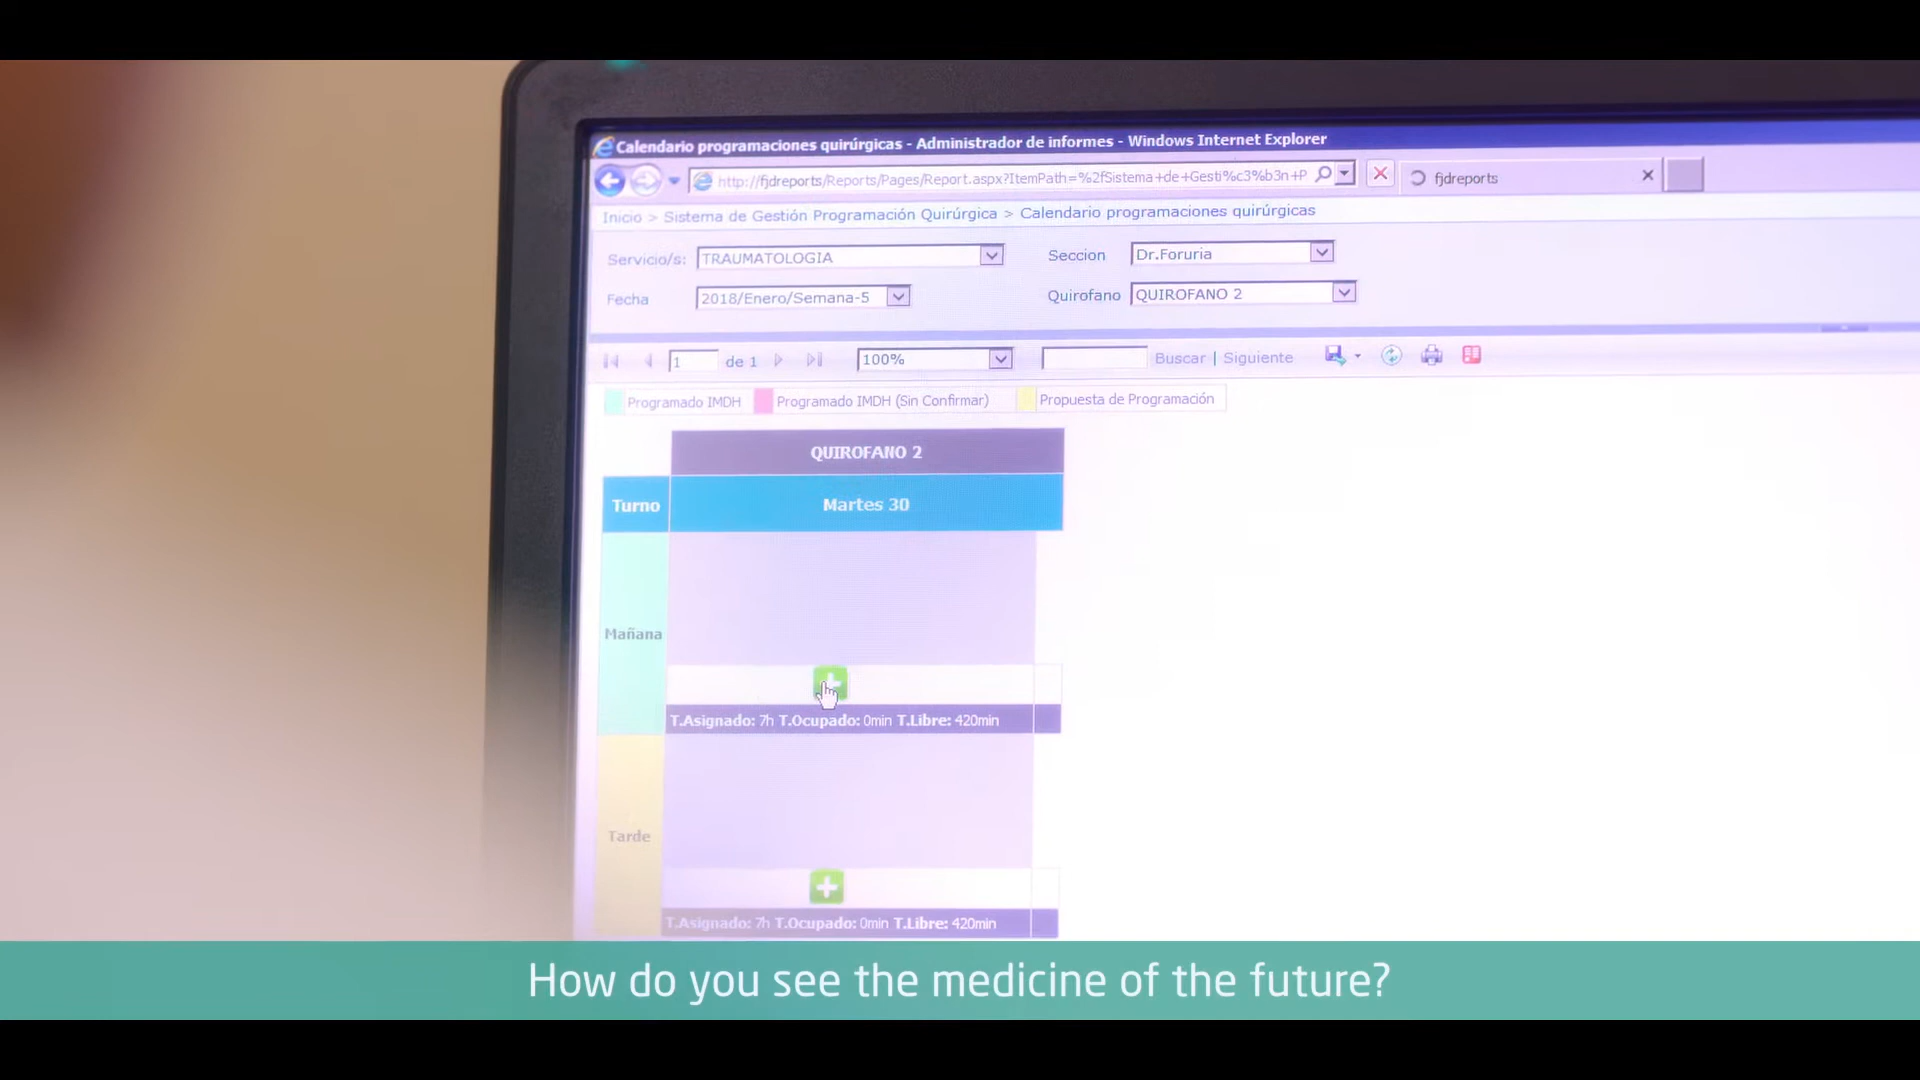 Calendario programaciones quirúrgicas - Administrador de informes - Windows Internet Explorer
http://fjdreports/Reports/Pages/Report.aspx?ItemPath=%2fSistema+de+Gesti%c3%b3n+P
fjdreports
Inicio > Sistema de Gestión Programación Quirúrgica > Calendario programaciones quirúrgicas
Servicio/s: TRAUMATOLOGIA Seccion Dr.Foruria
Fecha 2018/Enero/Semana-5 Quirofano QUIROFANO 2
1 de 1 100% Buscar | Siguiente
Programado IMDH Programado IMDH (Sin Confirmar) Propuesta de Programación
QUIROFANO 2
Turno Martes 30
Mañana
T.Asignado: 7h T.Ocupado: 0min T.Libre: 420min
Tarde
T.Asignado: 7h T.Ocupado: 0min T.Libre: 420min
How do you see the medicine of the future?